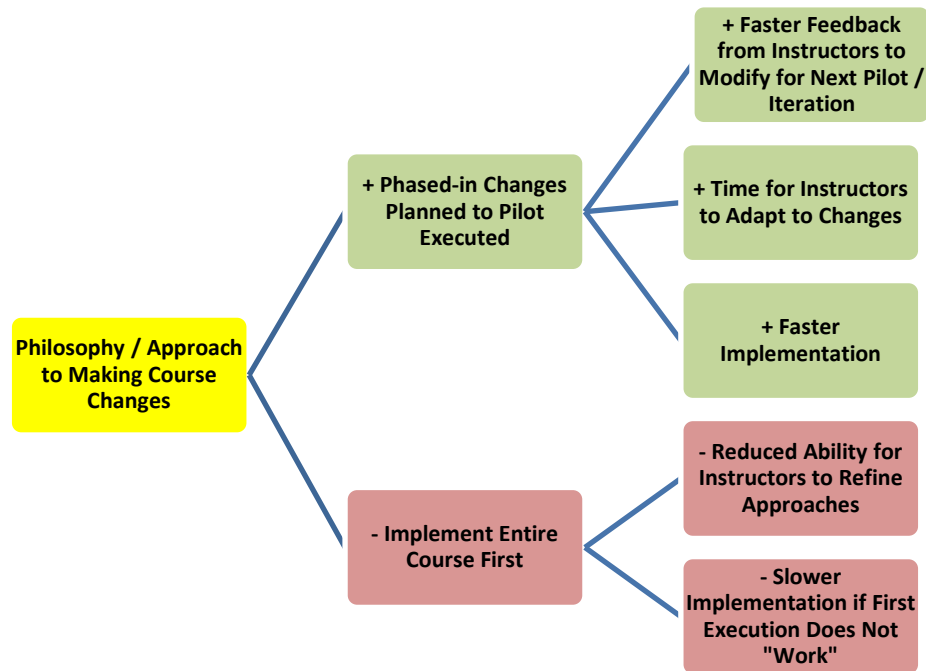 + Faster Feedback
from Instructors to
Modify for Next Pilot /
Iteration
+ Phased-in Changes
Planned to Pilot
Executed
+ Time for Instructors
to Adapt to Changes
+ Faster
Implementation
Philosophy / Approach
to Making Course
Changes
- Reduced Ability for
Instructors to Refine
Approaches
- Implement Entire
Course First
- Slower
Implementation if First
Execution Does Not
"Work"